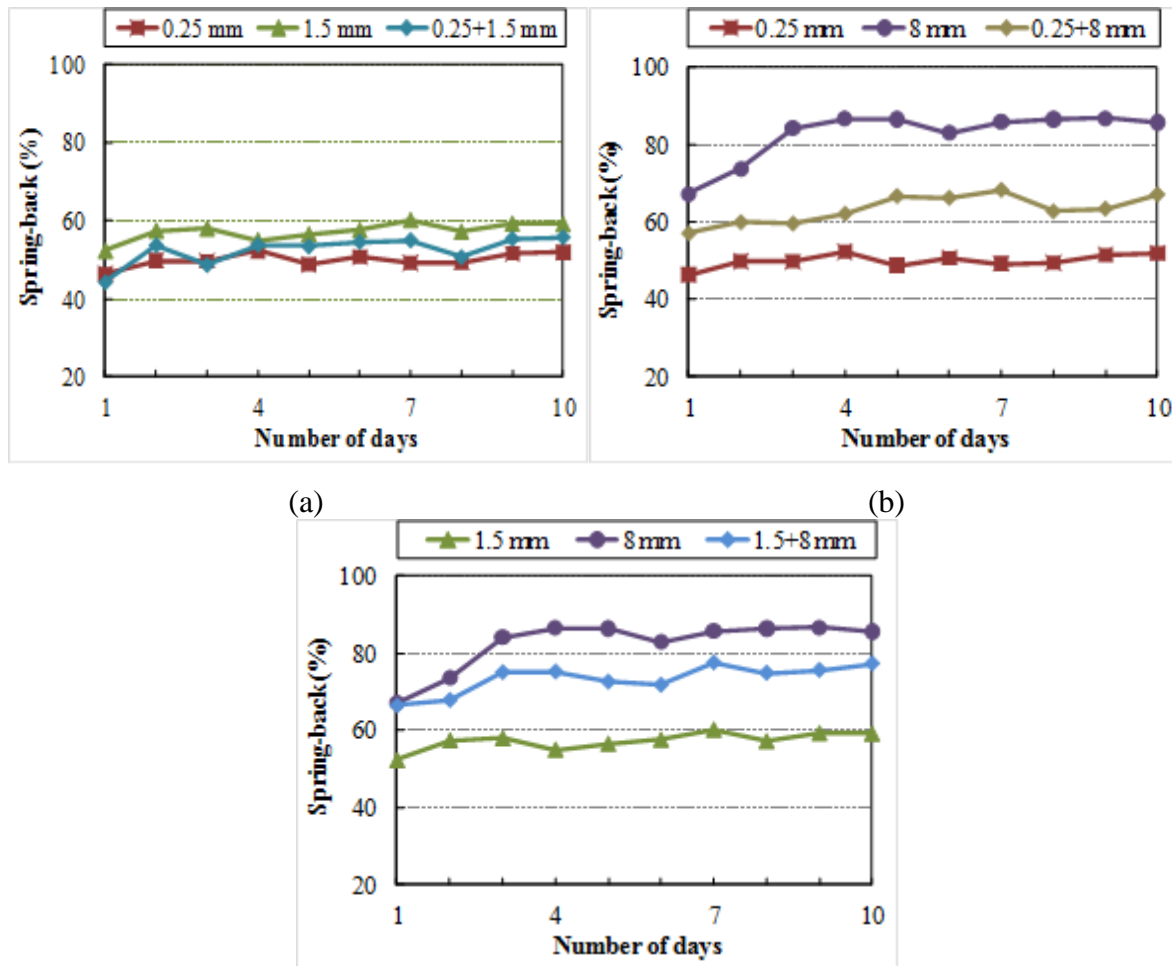 0.25 mm 1.5 mm 0.25+1.5 mm
100
80
60
40
20
Spring-back (%)
1 4 7 10
Number of days
(a)
0.25 mm 8 mm 0.25+8 mm
100
80
60
40
20
Spring-back (%)
1 4 7 10
Number of days
(b)
1.5 mm 8 mm 1.5+8 mm
100
80
60
40
20
Spring-back (%)
1 4 7 10
Number of days